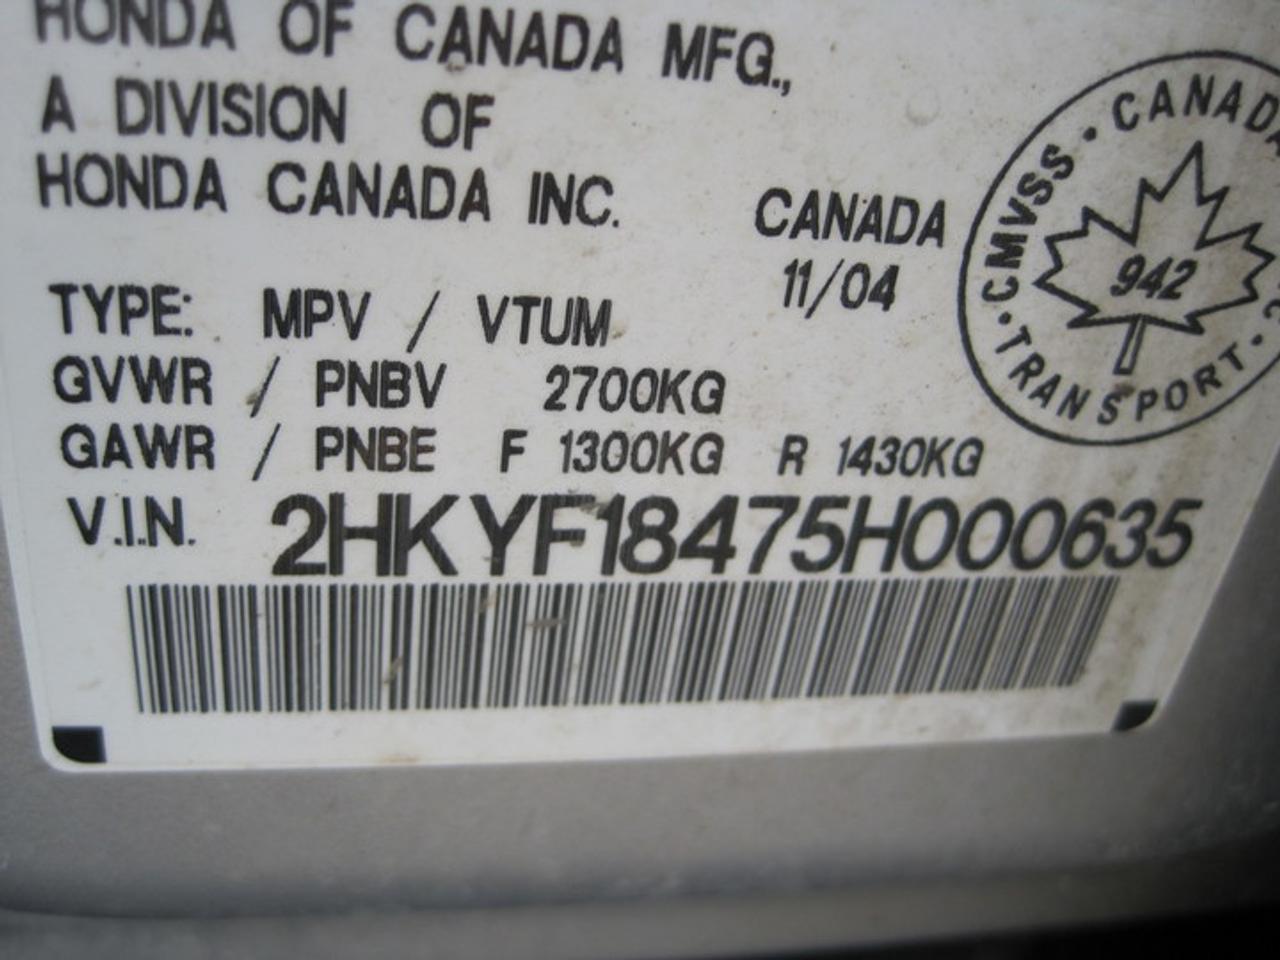 HONDA OF CANADA MFG.,
A DIVISION OF
HONDA CANADA INC.
CANADA
11/04
TYPE: MPV / VTUM
GVWR / PNBV 2700KG
GAWR / PNBE F 1300KG R 1430KG
V.I.N. 2HKYF18475H000635
CANADA
CMVSS
TRANSPORT
942